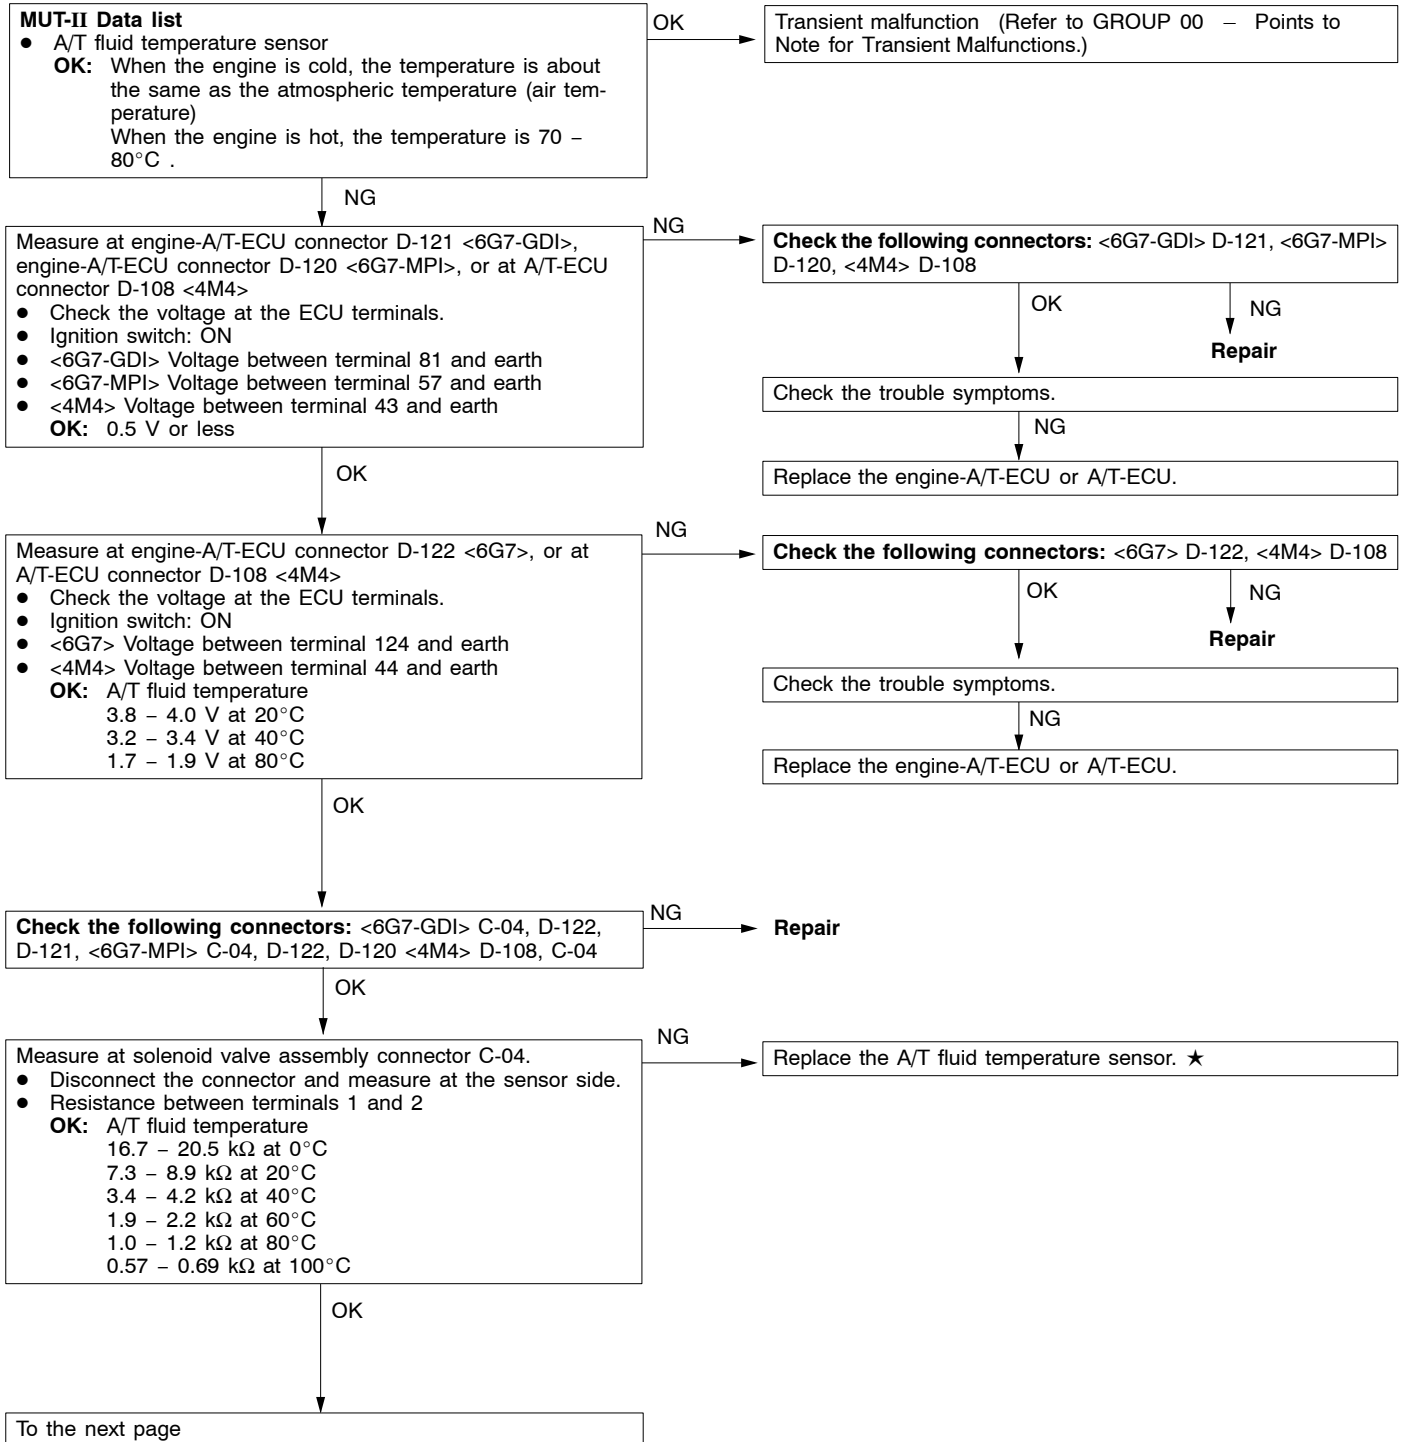 MUT-II Data list
● A/T fluid temperature sensor
OK: When the engine is cold, the temperature is about
the same as the atmospheric temperature (air tem-
perature)
When the engine is hot, the temperature is 70 –
80°C .
OK
Transient malfunction (Refer to GROUP 00 – Points to
Note for Transient Malfunctions.)
NG
Measure at engine-A/T-ECU connector D-121 <6G7-GDI>,
engine-A/T-ECU connector D-120 <6G7-MPI>, or at A/T-ECU
connector D-108 <4M4>
● Check the voltage at the ECU terminals.
● Ignition switch: ON
● <6G7-GDI> Voltage between terminal 81 and earth
● <6G7-MPI> Voltage between terminal 57 and earth
● <4M4> Voltage between terminal 43 and earth
OK: 0.5 V or less
NG
Check the following connectors: <6G7-GDI> D-121, <6G7-MPI>
D-120, <4M4> D-108
OK
NG
Repair
Check the trouble symptoms.
NG
Replace the engine-A/T-ECU or A/T-ECU.
OK
Measure at engine-A/T-ECU connector D-122 <6G7>, or at
A/T-ECU connector D-108 <4M4>
● Check the voltage at the ECU terminals.
● Ignition switch: ON
● <6G7> Voltage between terminal 124 and earth
● <4M4> Voltage between terminal 44 and earth
OK: A/T fluid temperature
3.8 – 4.0 V at 20°C
3.2 – 3.4 V at 40°C
1.7 – 1.9 V at 80°C
NG
Check the following connectors: <6G7> D-122, <4M4> D-108
OK
NG
Repair
Check the trouble symptoms.
NG
Replace the engine-A/T-ECU or A/T-ECU.
OK
Check the following connectors: <6G7-GDI> C-04, D-122,
D-121, <6G7-MPI> C-04, D-122, D-120 <4M4> D-108, C-04
NG
Repair
OK
Measure at solenoid valve assembly connector C-04.
● Disconnect the connector and measure at the sensor side.
● Resistance between terminals 1 and 2
OK: A/T fluid temperature
16.7 – 20.5 kΩ at 0°C
7.3 – 8.9 kΩ at 20°C
3.4 – 4.2 kΩ at 40°C
1.9 – 2.2 kΩ at 60°C
1.0 – 1.2 kΩ at 80°C
0.57 – 0.69 kΩ at 100°C
NG
Replace the A/T fluid temperature sensor. ★
OK
To the next page